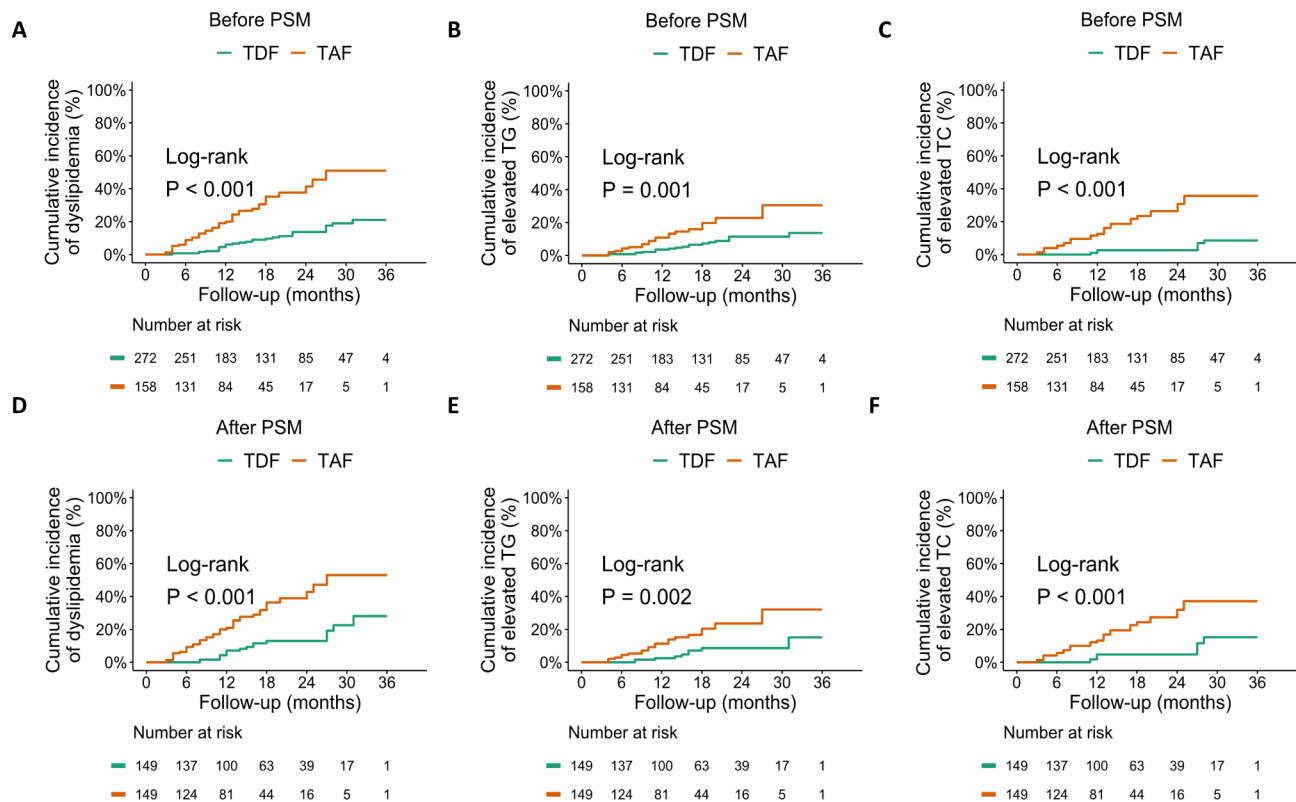 A
Before PSM
TDF TAF
Cumulative incidence
of dyslipidemia (%)
100%
80%
60%
40%
20%
0%
Log-rank
P < 0.001
0 6 12 18 24 30 36
Follow-up (months)
Number at risk
272 251 183 131 85 47 4
158 131 84 45 17 5 1
B
Before PSM
TDF TAF
Cumulative incidence
of elevated TG (%)
100%
80%
60%
40%
20%
0%
Log-rank
P = 0.001
0 6 12 18 24 30 36
Follow-up (months)
Number at risk
272 251 183 131 85 47 4
158 131 84 45 17 5 1
C
Before PSM
TDF TAF
Cumulative incidence
of elevated TC (%)
100%
80%
60%
40%
20%
0%
Log-rank
P < 0.001
0 6 12 18 24 30 36
Follow-up (months)
Number at risk
272 251 183 131 85 47 4
158 131 84 45 17 5 1
D
After PSM
TDF TAF
Cumulative incidence
of dyslipidemia (%)
100%
80%
60%
40%
20%
0%
Log-rank
P < 0.001
0 6 12 18 24 30 36
Follow-up (months)
Number at risk
149 137 100 63 39 17 1
149 124 81 44 16 5 1
E
After PSM
TDF TAF
Cumulative incidence
of elevated TG (%)
100%
80%
60%
40%
20%
0%
Log-rank
P = 0.002
0 6 12 18 24 30 36
Follow-up (months)
Number at risk
149 137 100 63 39 17 1
149 124 81 44 16 5 1
F
After PSM
TDF TAF
Cumulative incidence
of elevated TC (%)
100%
80%
60%
40%
20%
0%
Log-rank
P < 0.001
0 6 12 18 24 30 36
Follow-up (months)
Number at risk
149 137 100 63 39 17 1
149 124 81 44 16 5 1